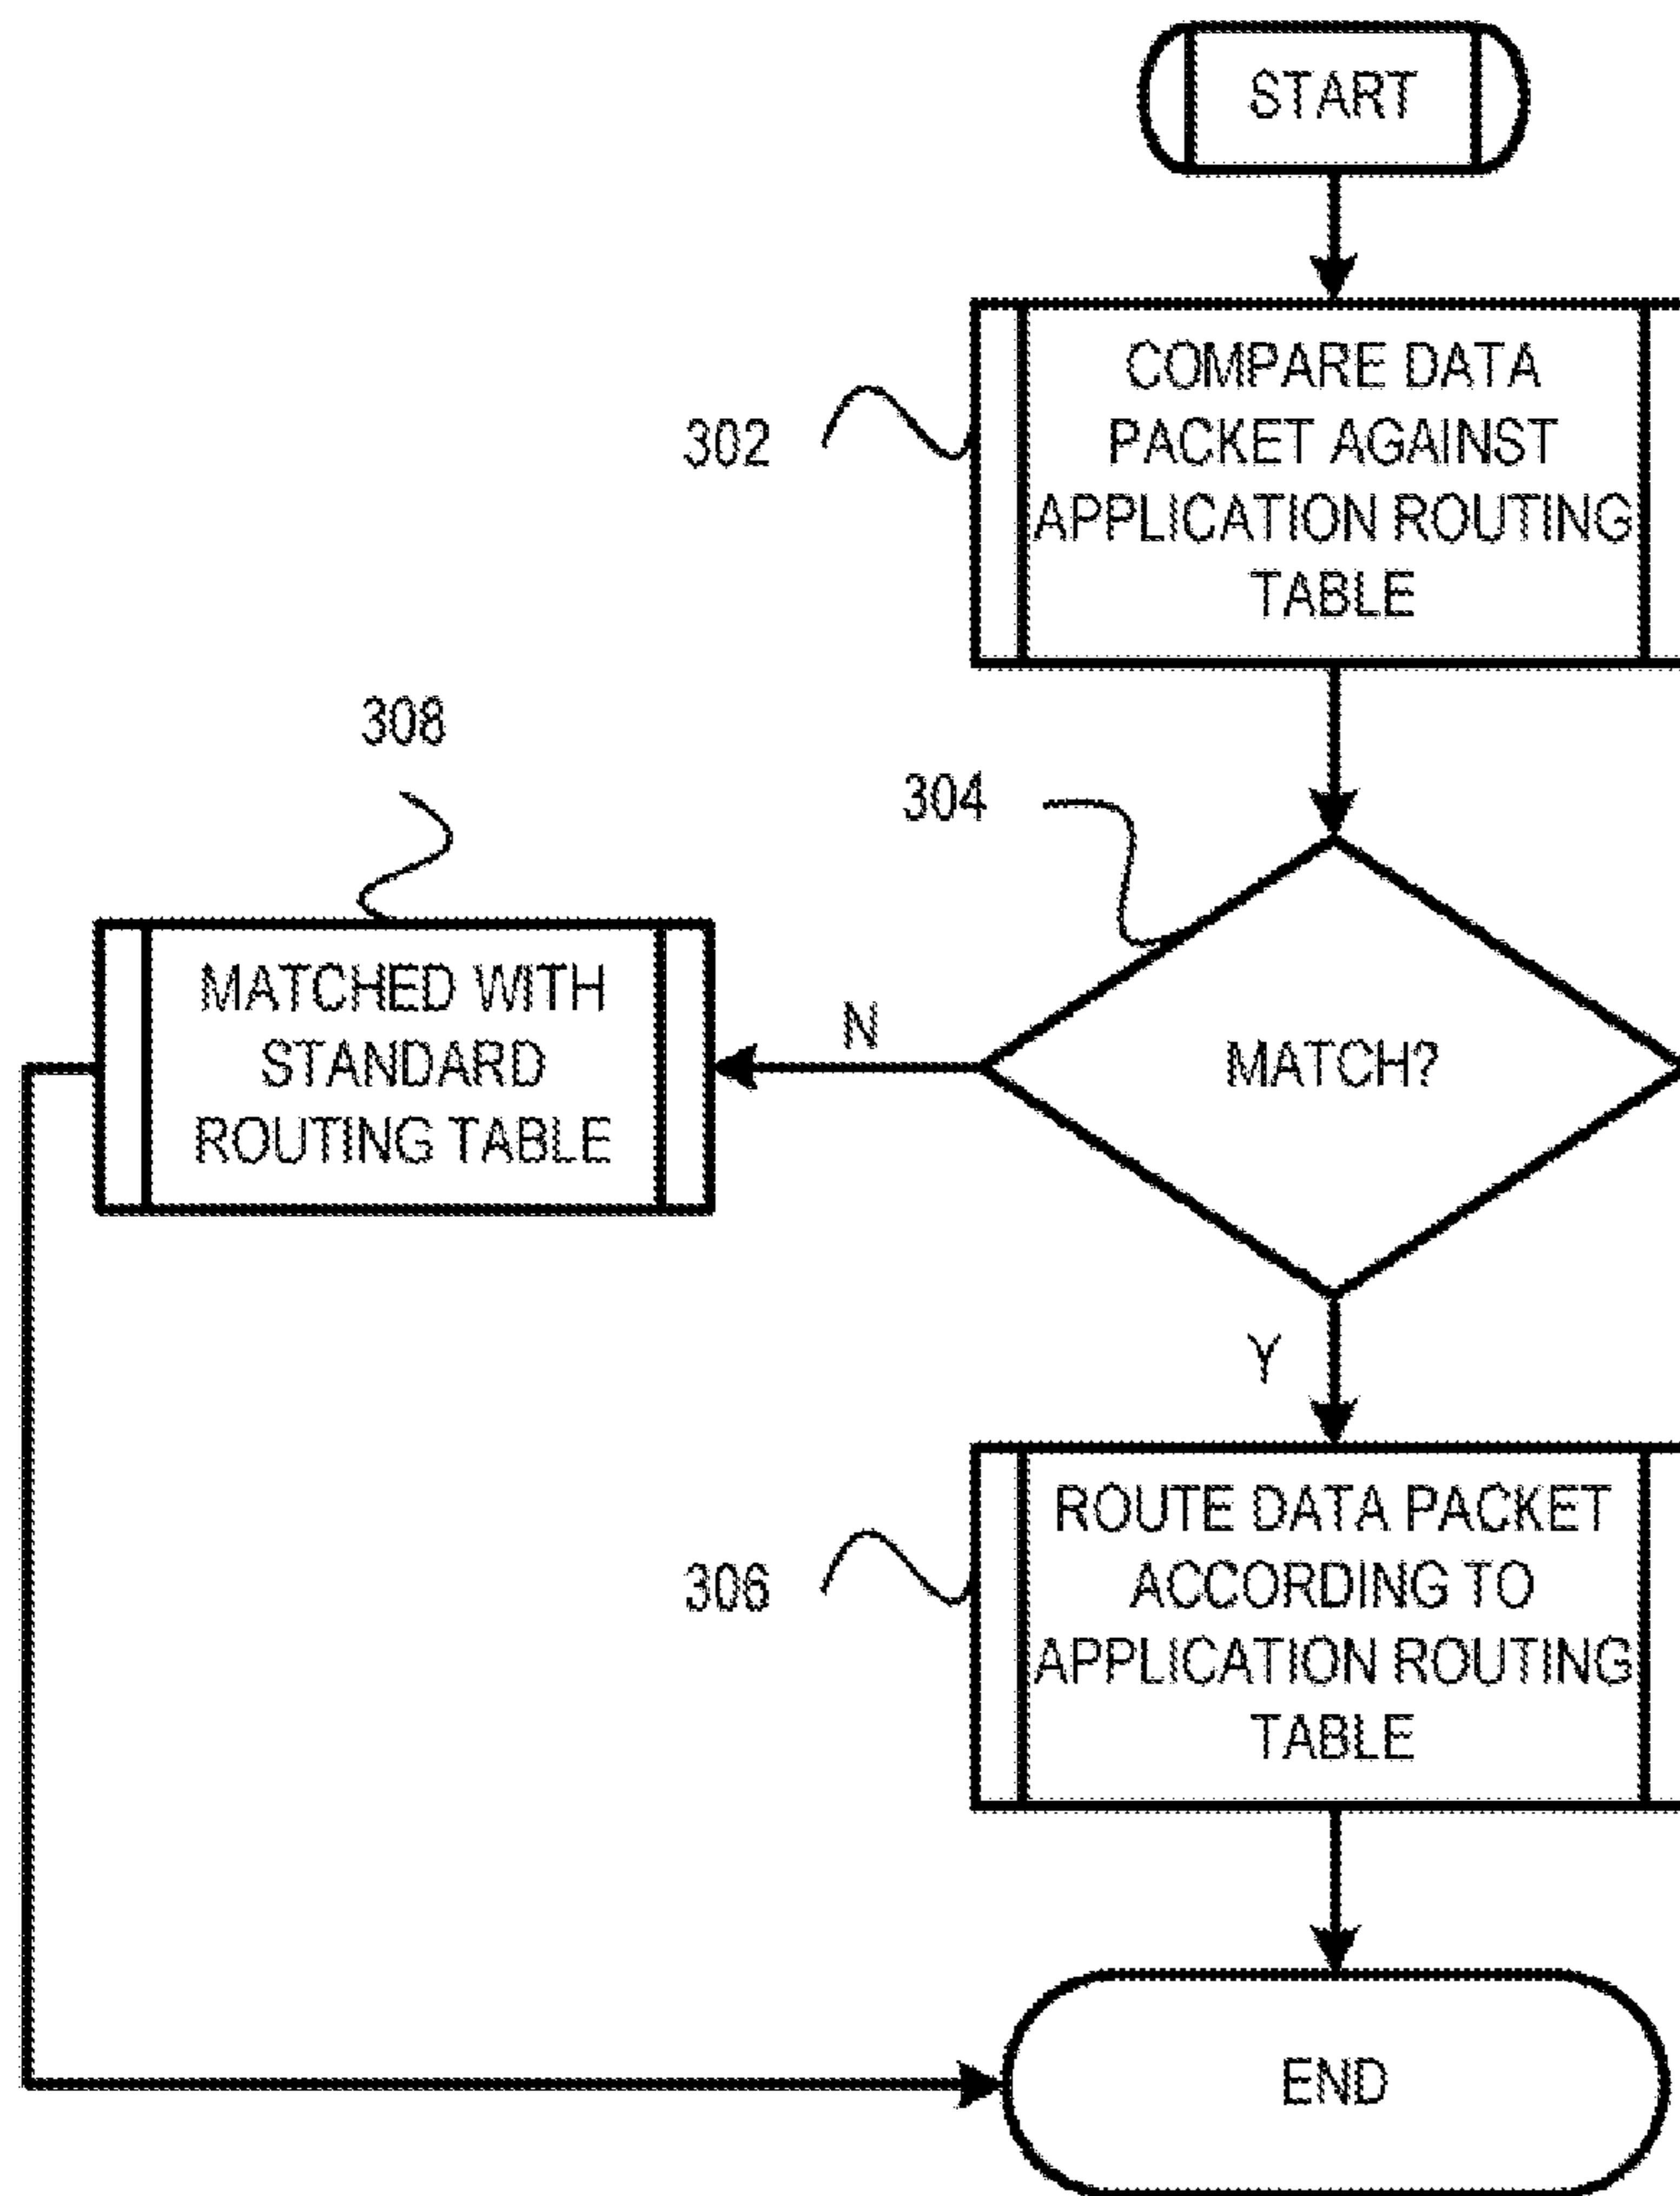 START
302
COMPARE DATA
PACKET AGAINST
APPLICATION ROUTING
TABLE
308
304
MATCHED WITH
STANDARD
ROUTING TABLE
N
MATCH?
Y
306
ROUTE DATA PACKET
ACCORDING TO
APPLICATION ROUTING
TABLE
END